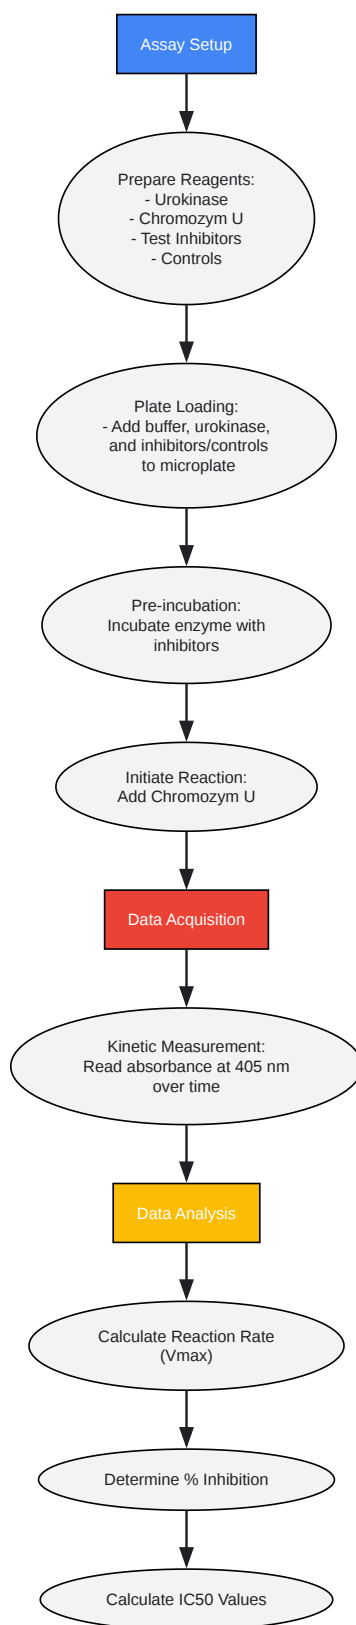 Assay Setup
Prepare Reagents:
- Urokinase
- Chromozym U
- Test Inhibitors
- Controls
Plate Loading:
- Add buffer, urokinase,
and inhibitors/controls
to microplate
Pre-incubation:
Incubate enzyme with
inhibitors
Initiate Reaction:
Add Chromozym U
Data Acquisition
Kinetic Measurement:
Read absorbance at 405 nm
over time
Data Analysis
Calculate Reaction Rate
(Vmax)
Determine % Inhibition
Calculate IC50 Values